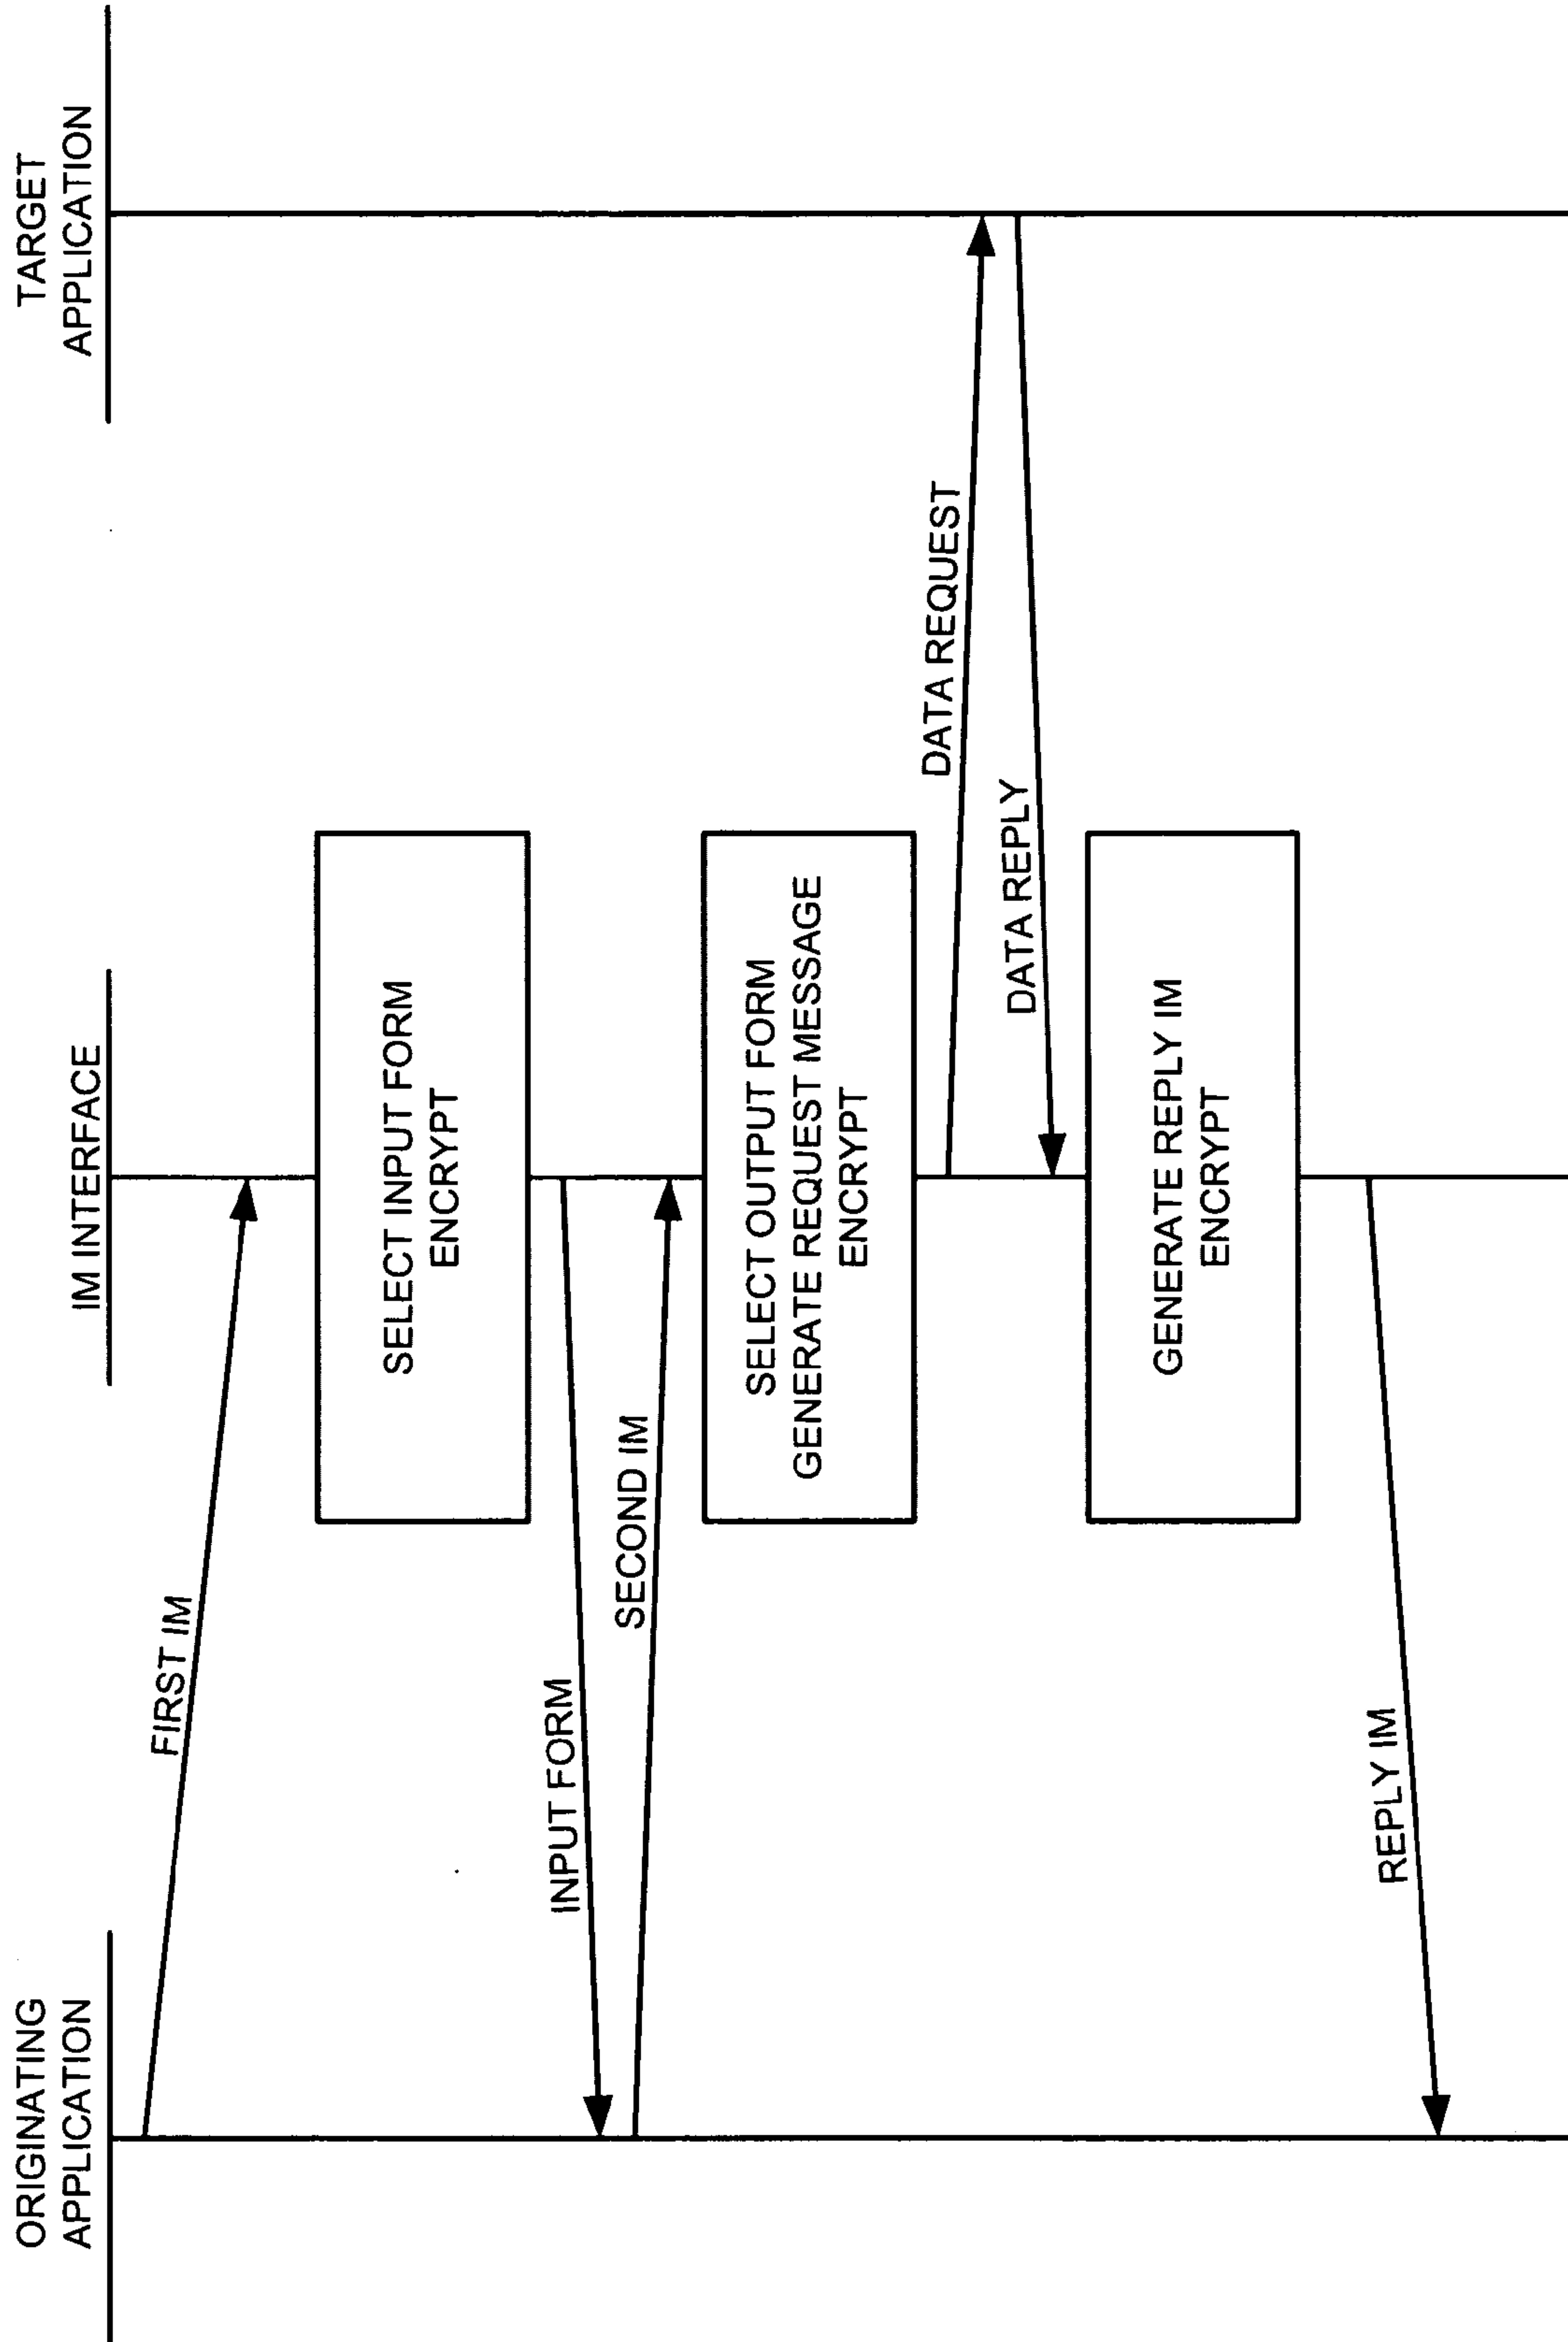 ORIGINATING
APPLICATION
IM INTERFACE
TARGET
APPLICATION
FIRST IM
SELECT INPUT FORM
ENCRYPT
INPUT FORM
SECOND IM
SELECT OUTPUT FORM
GENERATE REQUEST MESSAGE
ENCRYPT
DATA REQUEST
DATA REPLY
GENERATE REPLY IM
ENCRYPT
REPLY IM